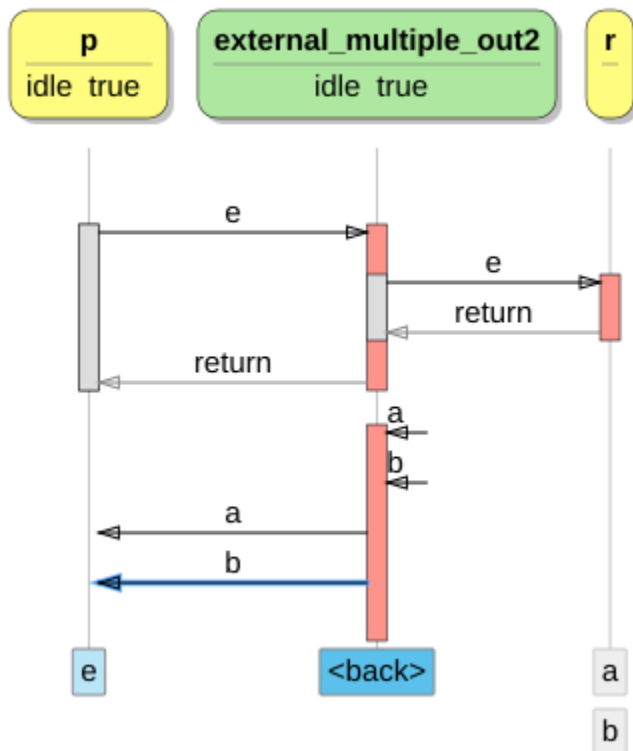 p external_multiple_out2 r
idle true idle true
e
e
return
return
a
b
a
b
e <back> a
b